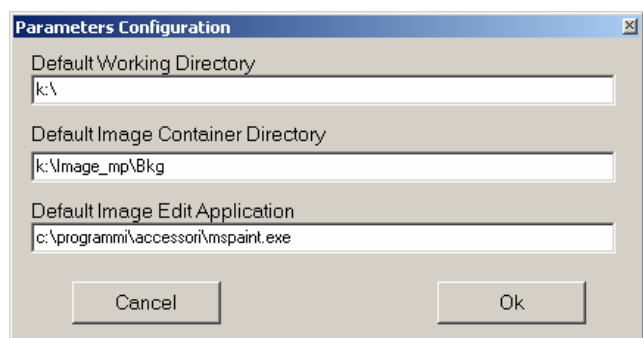 Parameters Configuration
Default Working Directory
k:\
Default Image Container Directory
k:\Image_mp\Bkg
Default Image Edit Application
c:\programmi\accessori\mspaint.exe
Cancel Ok